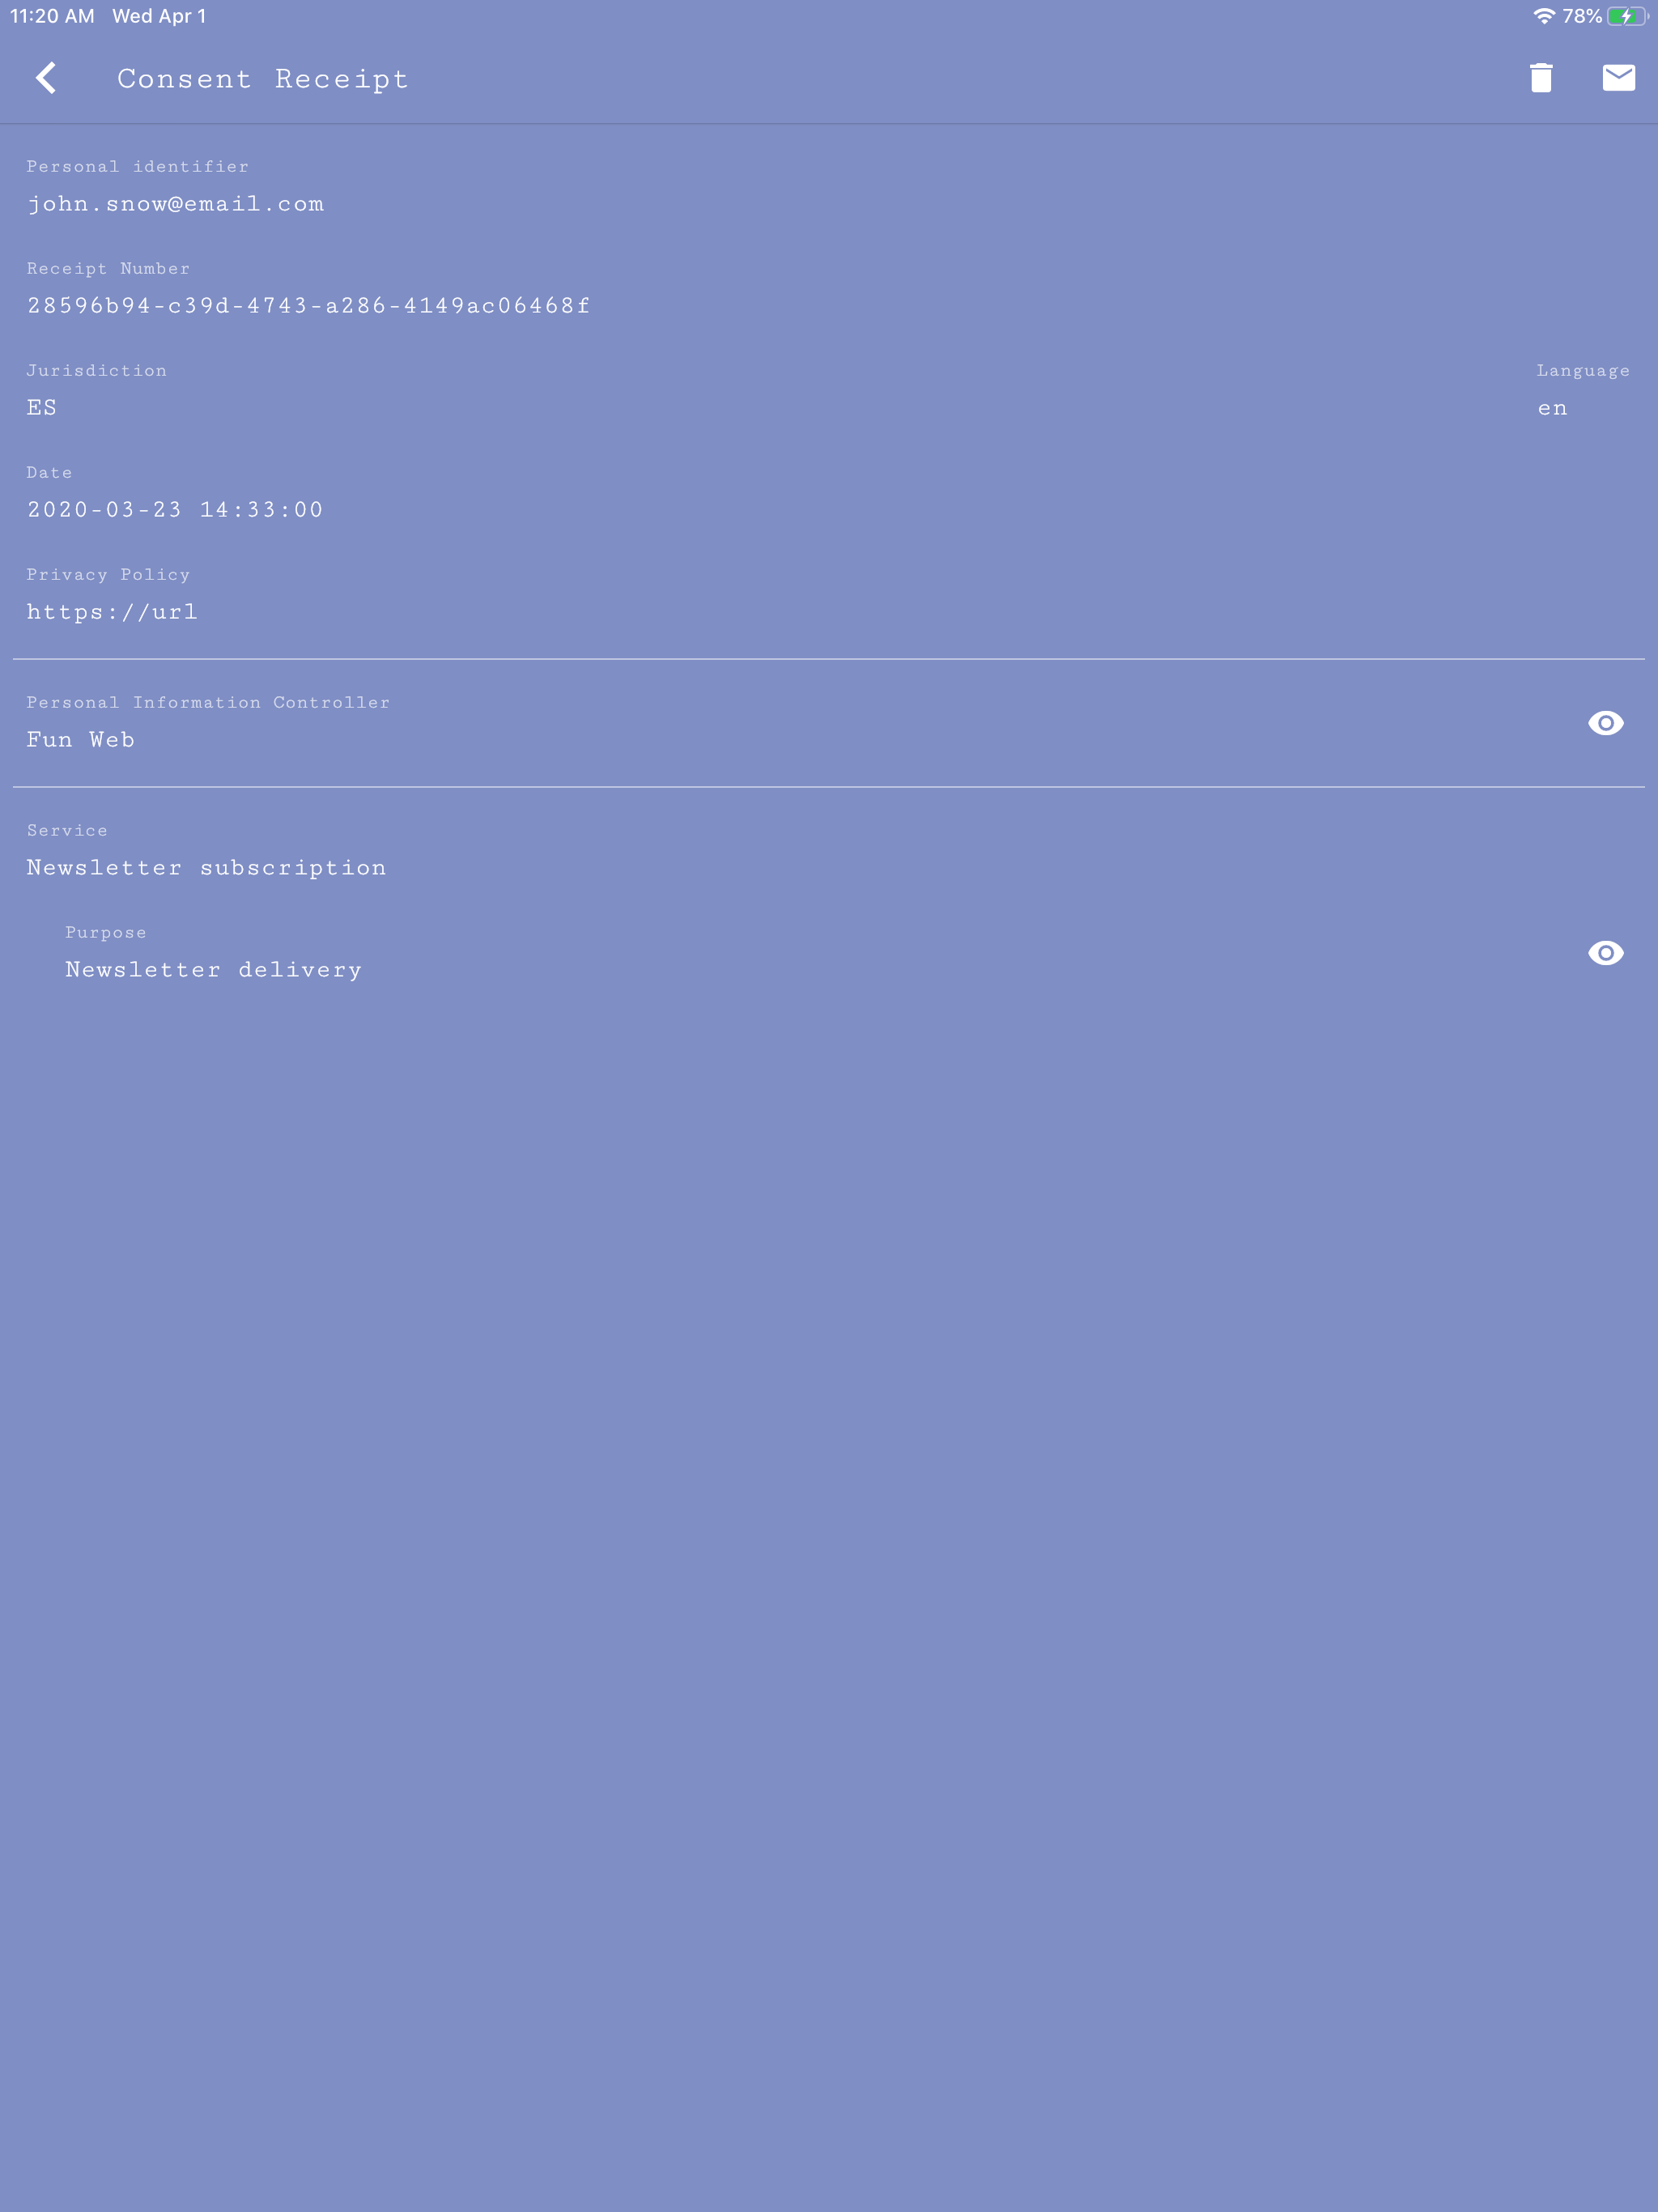 11:20 AM Wed Apr 1 78%
Consent Receipt
Personal identifier
john.snow@email.com
Receipt Number
28596b94-c39d-4743-a286-4149ac06468f
Jurisdiction Language
ES en
Date
2020-03-23 14:33:00
Privacy Policy
https://url
Personal Information Controller
Fun Web
Service
Newsletter subscription
Purpose
Newsletter delivery